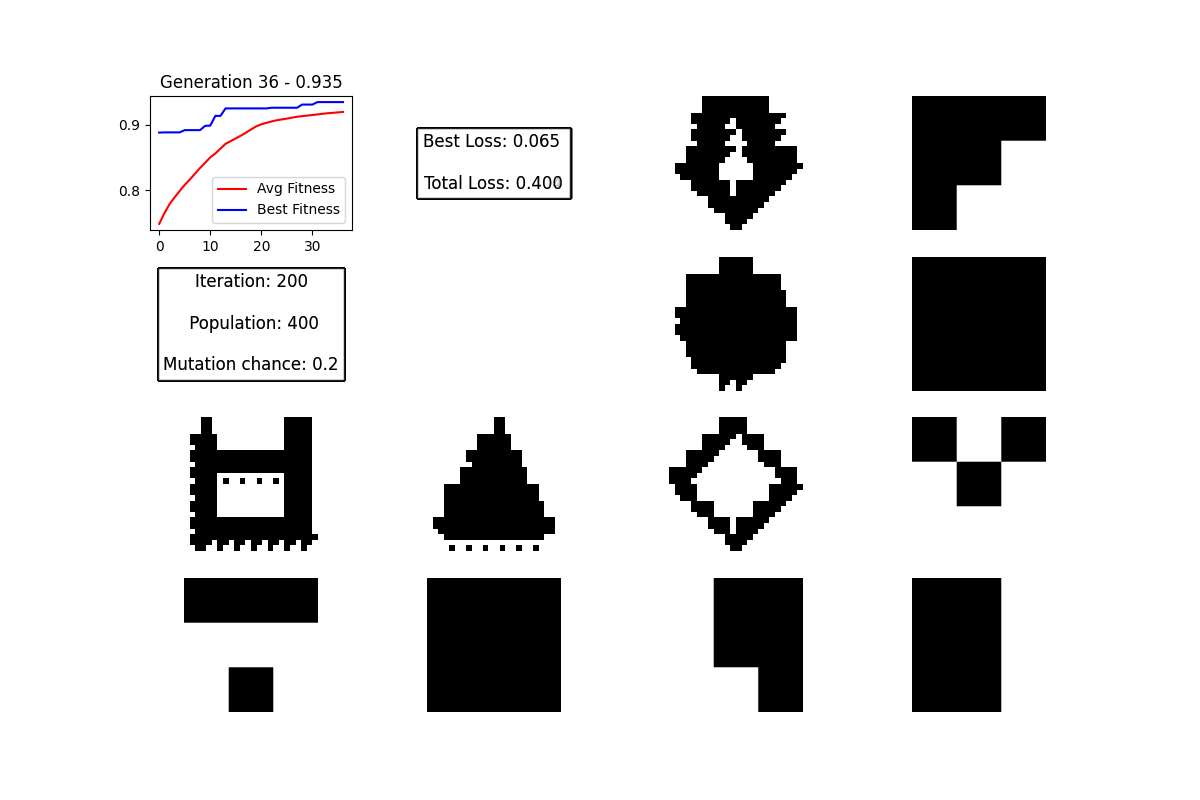 Generation 36 - 0.935
0.9
0.8
Avg Fitness
Best Fitness
0 10 20 30
Best Loss: 0.065
Total Loss: 0.400
Iteration: 200
Population: 400
Mutation chance: 0.2